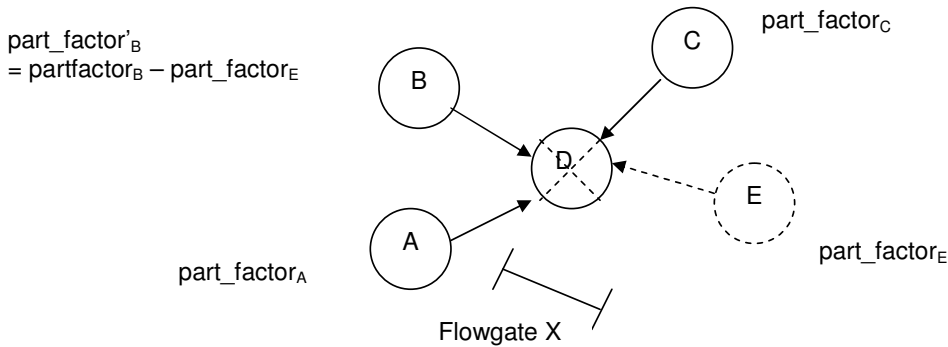 part_factor'B
= partfactorB – part_factorE
B
C
part_factorC
D
E
A
part_factorA
part_factorE
Flowgate X